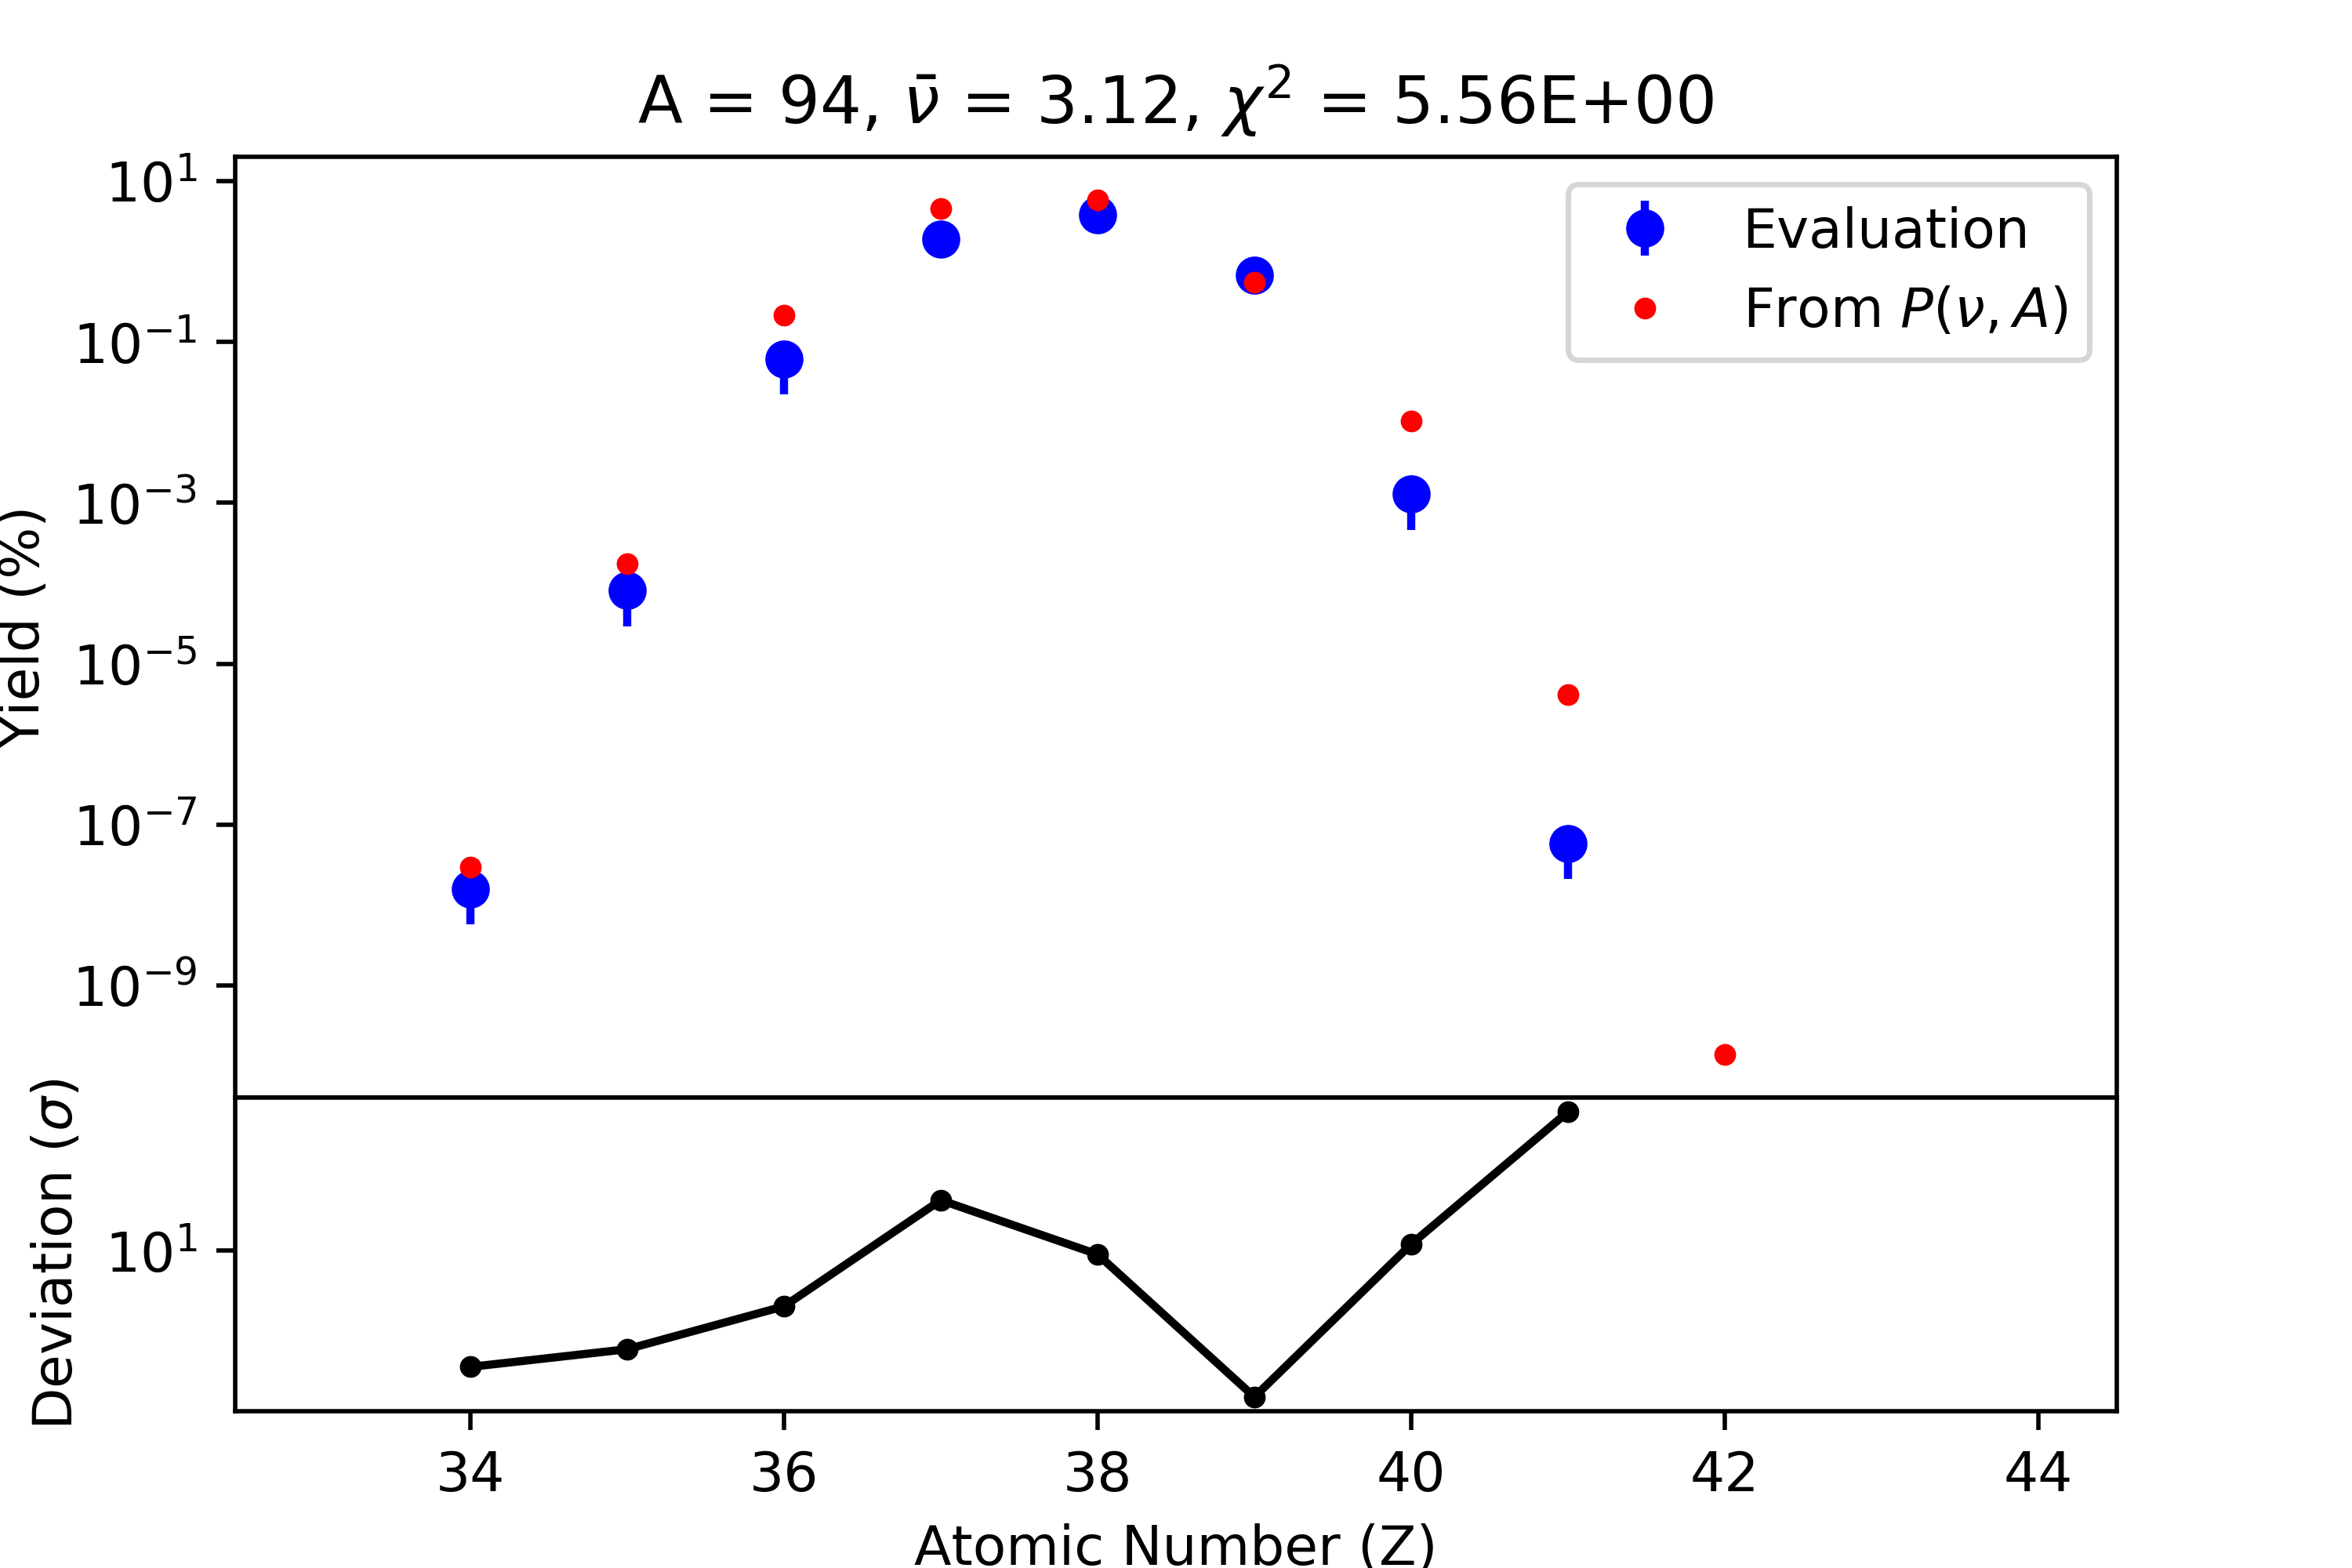 A = 94, ν̄ = 3.12, χ² = 5.56E+00
Evaluation
From P(ν, A)
Yield (%)
10¹
10⁻¹
10⁻³
10⁻⁵
10⁻⁷
10⁻⁹
Deviation (σ)
10¹
34 36 38 40 42 44
Atomic Number (Z)